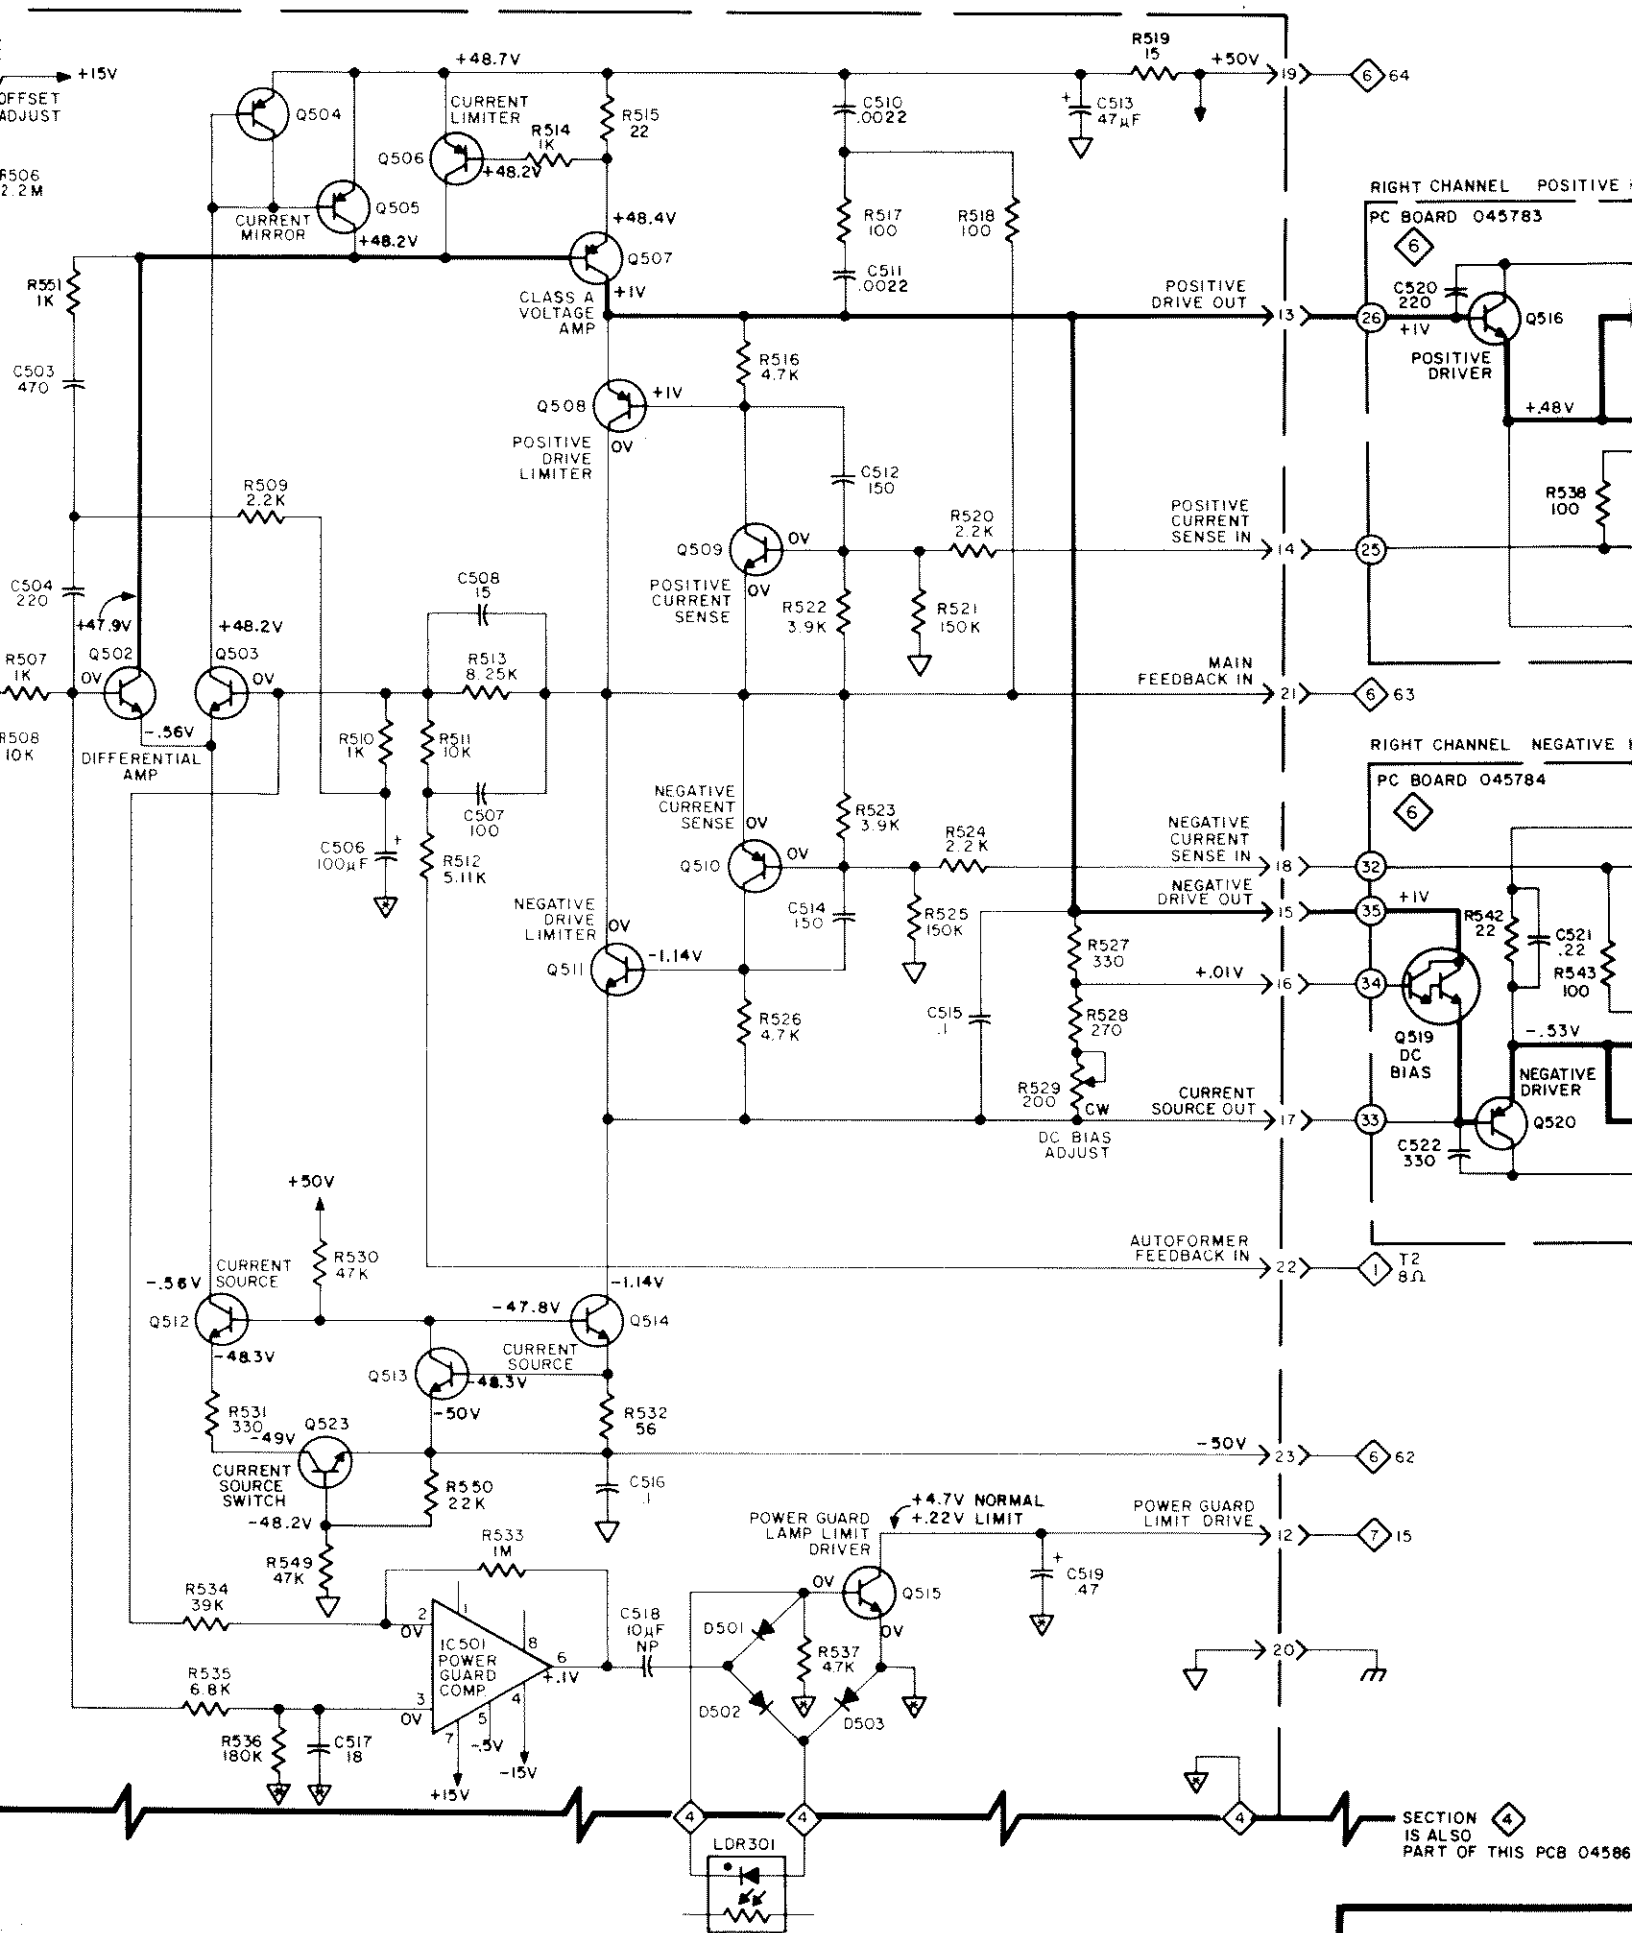 +15V
OFFSET
ADJUST
R506
2.2M
Q504
+48.7V
CURRENT
LIMITER
Q506
R514
1K
+48.2V
R515
22
C510
.0022
C513
47µF
+
R519
15
+50V
19
6
64
Q505
CURRENT
MIRROR
+48.2V
+48.4V
Q507
+1V
CLASS A
VOLTAGE
AMP
R517
100
R518
100
C511
.0022
POSITIVE
DRIVE OUT
13
RIGHT CHANNEL POSITIVE
PC BOARD 045783
6
C520
220
26
+1V
Q516
POSITIVE
DRIVER
+.48V
R551
1K
C503
470
R516
4.7K
Q508
+1V
0V
POSITIVE
DRIVE
LIMITER
C512
150
R509
2.2K
Q509
0V
0V
POSITIVE
CURRENT
SENSE
R520
2.2K
POSITIVE
CURRENT
SENSE IN
14
25
R538
100
R522
3.9K
R521
150K
C504
220
+47.9V
+48.2V
C508
15
R507
1K
Q502
0V
Q503
0V
R513
8.25K
MAIN
FEEDBACK IN
21
6
63
R508
10K
-.56V
DIFFERENTIAL
AMP
R510
1K
R511
10K
C507
100
C506
100µF
+
R512
5.11K
NEGATIVE
CURRENT
SENSE
0V
Q510
0V
R523
3.9K
R524
2.2K
NEGATIVE
CURRENT
SENSE IN
18
32
RIGHT CHANNEL NEGATIVE
PC BOARD 045784
6
NEGATIVE
DRIVE OUT
15
35
+1V
NEGATIVE
DRIVE
LIMITER
0V
Q511
-1.14V
C514
150
R525
150K
R527
330
+.01V
16
34
R542
22
C521
.22
R543
100
R526
4.7K
C515
.1
R528
270
R529
200
CW
DC BIAS
ADJUST
CURRENT
SOURCE OUT
17
33
Q519
DC
BIAS
-.53V
NEGATIVE
DRIVER
Q520
C522
330
+50V
R530
47K
AUTOFORMER
FEEDBACK IN
22
1
T2
8Ω
-.56V
CURRENT
SOURCE
Q512
-48.3V
-47.8V
-1.14V
Q514
Q513
CURRENT
SOURCE
-48.3V
-50V
R531
330
-49V
Q523
CURRENT
SOURCE
SWITCH
-48.2V
R532
56
-50V
23
6
62
R550
22K
C516
.1
R549
47K
R533
1M
POWER GUARD
LAMP LIMIT
DRIVER
+4.7V NORMAL
+.22V LIMIT
POWER GUARD
LIMIT DRIVE
12
7
15
R534
39K
2
0V
1
8
IC501
POWER
GUARD
COMP.
6
+.1V
C518
10µF
NP
D501
0V
Q515
0V
C519
.47
+
R537
4.7K
D502
D503
20
R535
6.8K
3
0V
7
5
-.5V
4
-15V
+15V
R536
180K
C517
18
4
4
4
LDR301
SECTION 4
IS ALSO
PART OF THIS PCB 04586